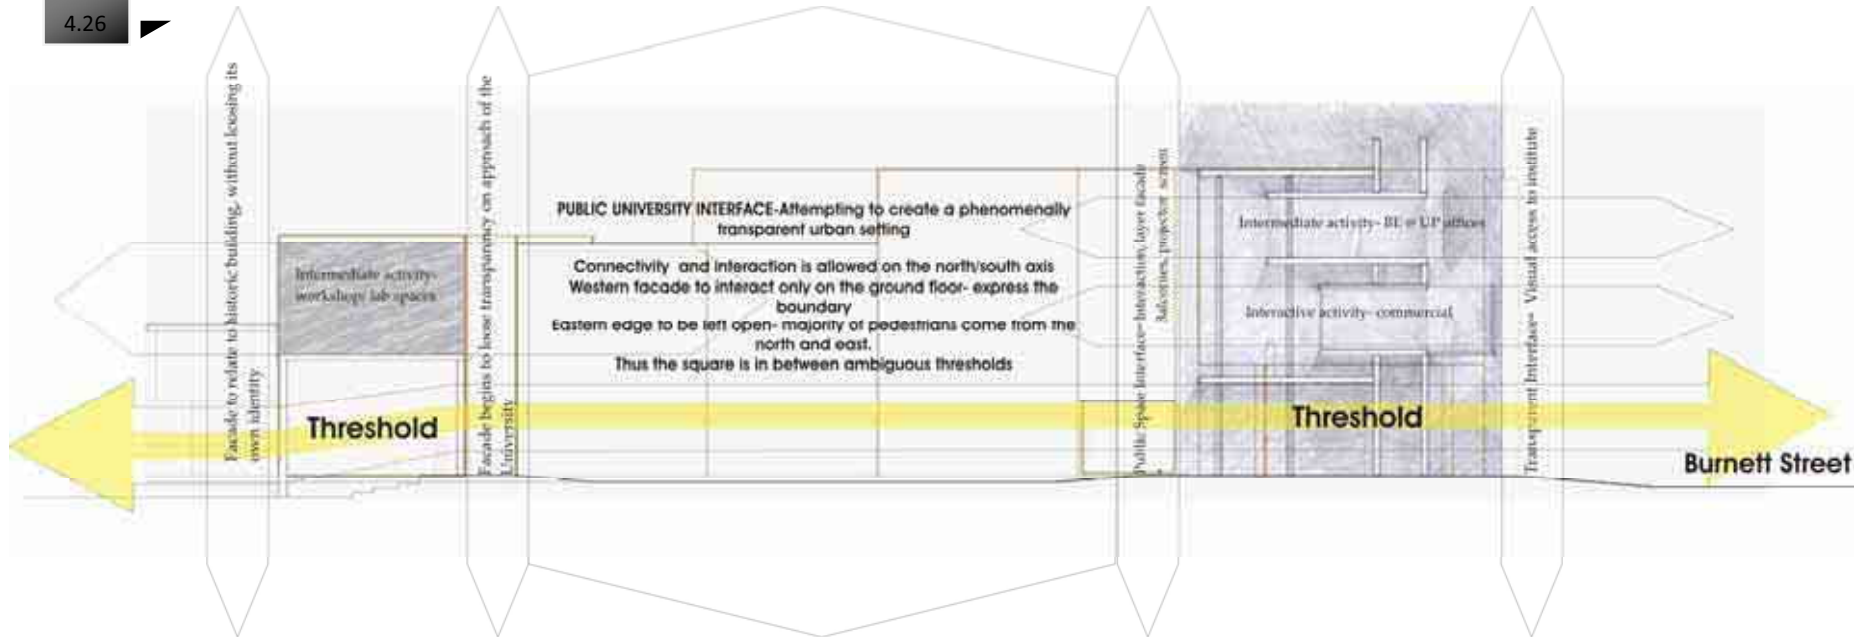 4.26
Facade to relate to historic building, without loosing its
own identity
Intermediate activity-
workshop/ lab spaces
Threshold
Facade begins to loose transparency on approach of the
University
PUBLIC UNIVERSITY INTERFACE-Attempting to create a phenomenally
transparent urban setting
Connectivity and interaction is allowed on the north/south axis
Western facade to interact only on the ground floor- express the
boundary
Eastern edge to be left open- majority of pedestrians come from the
north and east.
Thus the square is in between ambiguous thresholds
Public Space Interface- Interaction, layer facade
Balconies, projector screen
Intermediate activity- BE @ UP offices
Interactive activity- commercial
Threshold
Transparent Interface- Visual access to institute
Burnett Street